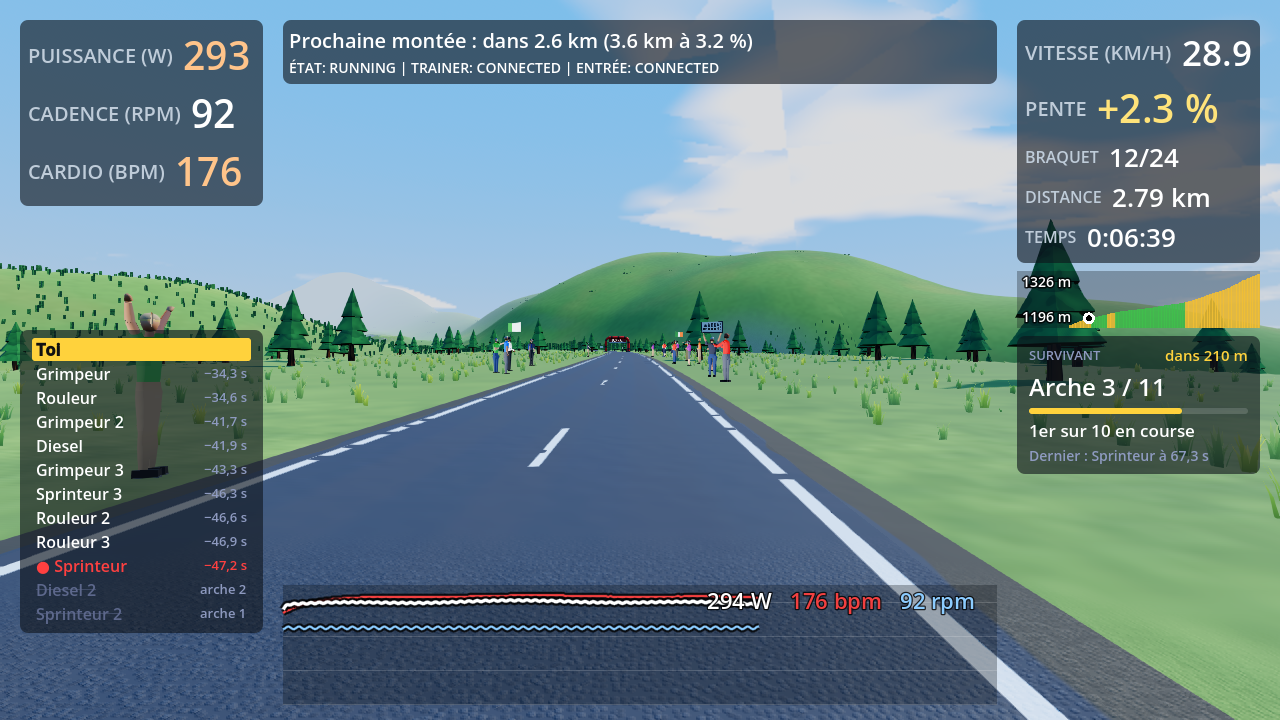 PUISSANCE (W) 293
CADENCE (RPM) 92
CARDIO (BPM) 176
Prochaine montée : dans 2.6 km (3.6 km à 3.2 %)
ÉTAT: RUNNING | TRAINER: CONNECTED | ENTRÉE: CONNECTED
VITESSE (KM/H) 28.9
PENTE +2.3 %
BRAQUET 12/24
DISTANCE 2.79 km
TEMPS 0:06:39
1326 m
1196 m
SURVIVANT dans 210 m
Arche 3 / 11
1er sur 10 en course
Dernier : Sprinteur à 67,3 s
Toi
Grimpeur −34,3 s
Rouleur −34,6 s
Grimpeur 2 −41,7 s
Diesel −41,9 s
Grimpeur 3 −43,3 s
Sprinteur 3 −46,3 s
Rouleur 2 −46,6 s
Rouleur 3 −46,9 s
Sprinteur −47,2 s
Diesel 2 arche 2
Sprinteur 2 arche 1
294 W 176 bpm 92 rpm